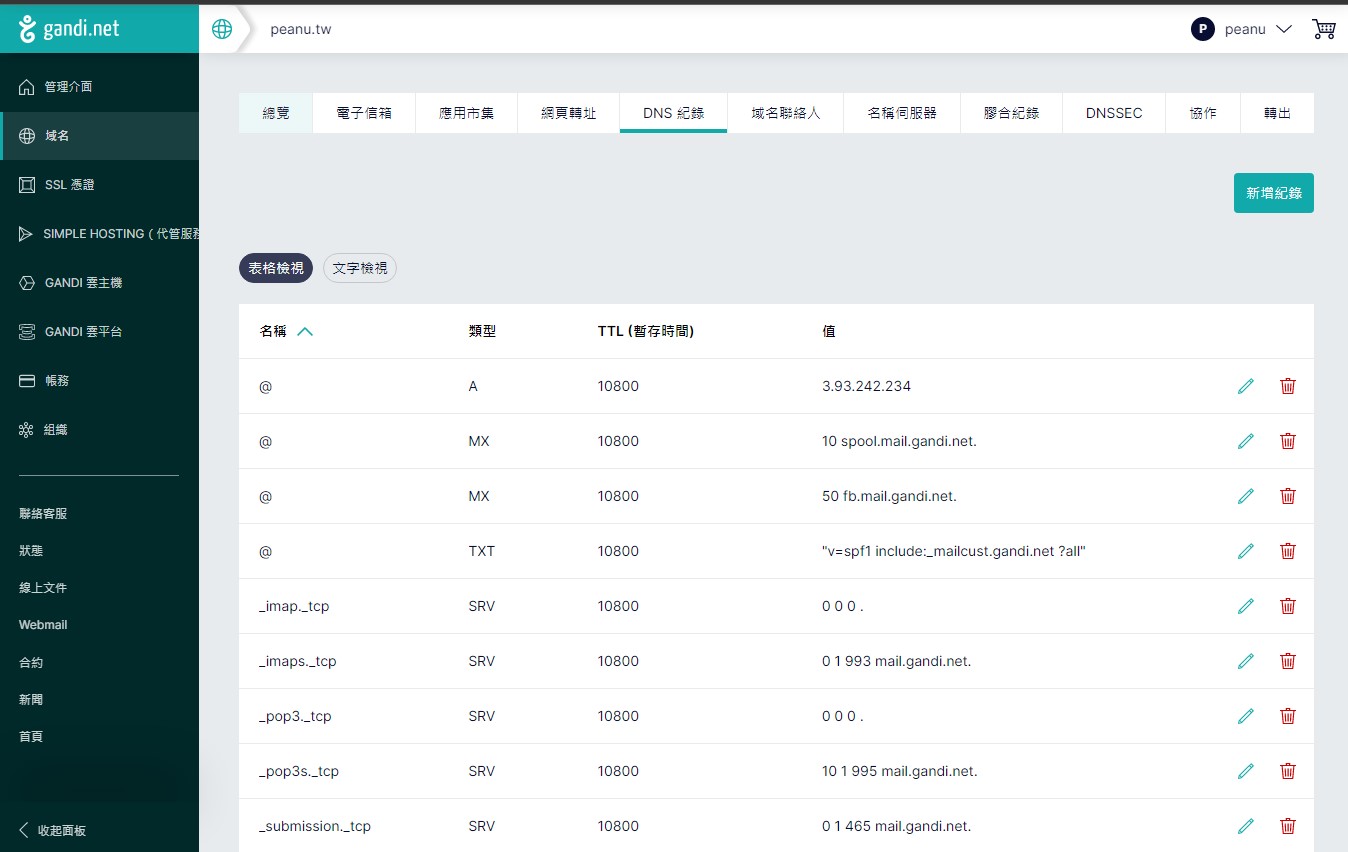 gandi.net
peanu.tw
P peanu
管理介面
域名
SSL 憑證
SIMPLE HOSTING ( 代管服務
GANDI 雲主機
GANDI 雲平台
帳務
組織
聯絡客服
狀態
線上文件
Webmail
合約
新聞
首頁
收起面板
總覽 電子信箱 應用市集 網頁轉址 DNS 紀錄 域名聯絡人 名稱伺服器 膠合紀錄 DNSSEC 協作 轉出
新增紀錄
表格檢視 文字檢視
名稱 類型 TTL (暫存時間) 值
@ A 10800 3.93.242.234
@ MX 10800 10 spool.mail.gandi.net.
@ MX 10800 50 fb.mail.gandi.net.
@ TXT 10800 "v=spf1 include:_mailcust.gandi.net ?all"
_imap._tcp SRV 10800 0 0 0 .
_imaps._tcp SRV 10800 0 1 993 mail.gandi.net.
_pop3._tcp SRV 10800 0 0 0 .
_pop3s._tcp SRV 10800 10 1 995 mail.gandi.net.
_submission._tcp SRV 10800 0 1 465 mail.gandi.net.